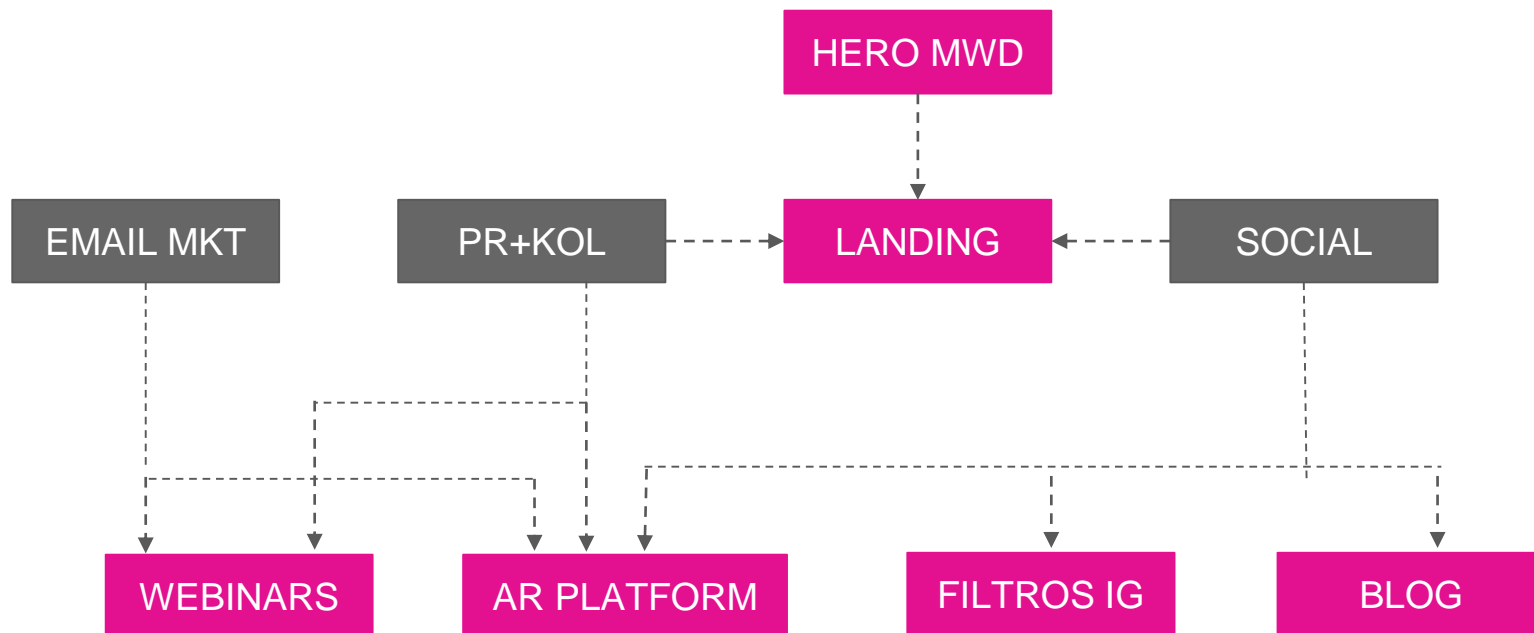 HERO MWD
EMAIL MKT
PR+KOL
LANDING
SOCIAL
WEBINARS
AR PLATFORM
FILTROS IG
BLOG